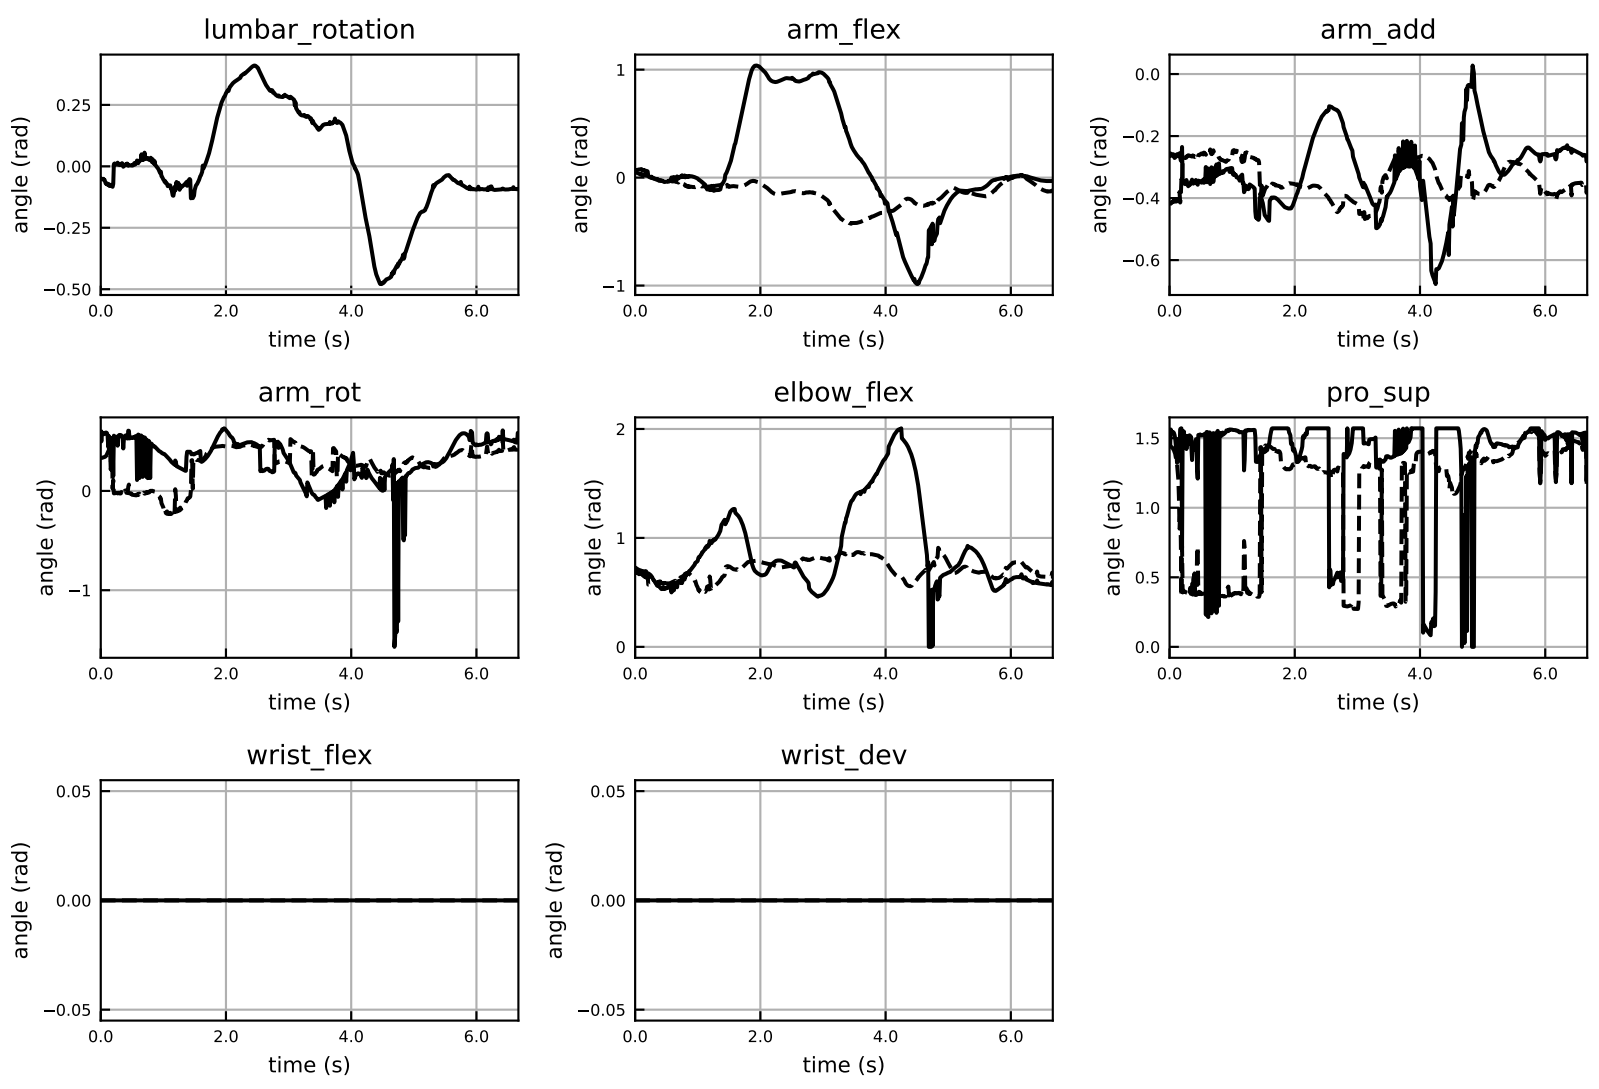 lumbar_rotation
angle (rad)
0.25
0.00
−0.25
−0.50
0.0 2.0 4.0 6.0
time (s)
arm_flex
angle (rad)
1
0
−1
0.0 2.0 4.0 6.0
time (s)
arm_add
angle (rad)
0.0
−0.2
−0.4
−0.6
0.0 2.0 4.0 6.0
time (s)
arm_rot
angle (rad)
0
−1
0.0 2.0 4.0 6.0
time (s)
elbow_flex
angle (rad)
2
1
0
0.0 2.0 4.0 6.0
time (s)
pro_sup
angle (rad)
1.5
1.0
0.5
0.0
0.0 2.0 4.0 6.0
time (s)
wrist_flex
angle (rad)
0.05
0.00
−0.05
0.0 2.0 4.0 6.0
time (s)
wrist_dev
angle (rad)
0.05
0.00
−0.05
0.0 2.0 4.0 6.0
time (s)